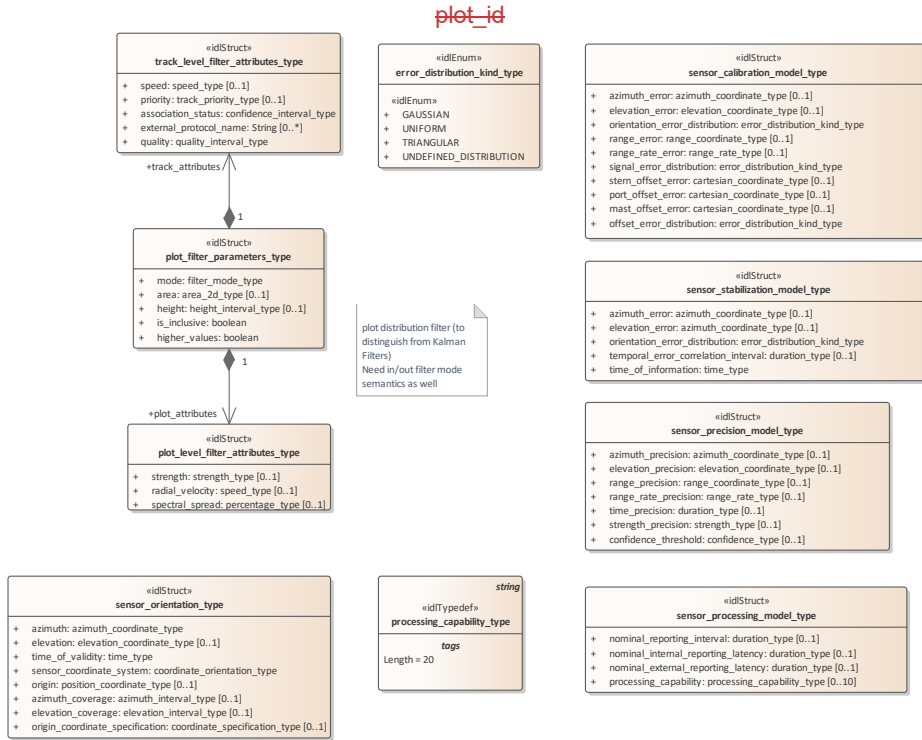 plot_id
«idlStruct»
track_level_filter_attributes_type
+ speed: speed_type [0..1]
+ priority: track_priority_type [0..1]
+ association_status: confidence_interval_type
+ external_protocol_name: String [0..*]
+ quality: quality_interval_type
+track_attributes
1
«idlStruct»
plot_filter_parameters_type
+ mode: filter_mode_type
+ area: area_2d_type [0..1]
+ height: height_interval_type [0..1]
+ is_inclusive: boolean
+ higher_values: boolean
1
+plot_attributes
«idlStruct»
plot_level_filter_attributes_type
+ strength: strength_type [0..1]
+ radial_velocity: speed_type [0..1]
+ spectral_spread: percentage_type [0..1]
«idlEnum»
error_distribution_kind_type
«idlEnum»
+ GAUSSIAN
+ UNIFORM
+ TRIANGULAR
+ UNDEFINED_DISTRIBUTION
plot distribution filter (to
distinguish from Kalman
Filters)
Need in/out filter mode
semantics as well
«idlStruct»
sensor_calibration_model_type
+ azimuth_error: azimuth_coordinate_type [0..1]
+ elevation_error: elevation_coordinate_type [0..1]
+ orientation_error_distribution: error_distribution_kind_type
+ range_error: range_coordinate_type [0..1]
+ range_rate_error: range_rate_type [0..1]
+ signal_error_distribution: error_distribution_kind_type
+ stern_offset_error: cartesian_coordinate_type [0..1]
+ port_offset_error: cartesian_coordinate_type [0..1]
+ mast_offset_error: cartesian_coordinate_type [0..1]
+ offset_error_distribution: error_distribution_kind_type
«idlStruct»
sensor_stabilization_model_type
+ azimuth_error: azimuth_coordinate_type [0..1]
+ elevation_error: azimuth_coordinate_type [0..1]
+ orientation_error_distribution: error_distribution_kind_type
+ temporal_error_correlation_interval: duration_type [0..1]
+ time_of_information: time_type
«idlStruct»
sensor_precision_model_type
+ azimuth_precision: azimuth_coordinate_type [0..1]
+ elevation_precision: elevation_coordinate_type [0..1]
+ range_precision: range_coordinate_type [0..1]
+ range_rate_precision: range_rate_type [0..1]
+ time_precision: duration_type [0..1]
+ strength_precision: strength_type [0..1]
+ confidence_threshold: confidence_type [0..1]
«idlStruct»
sensor_orientation_type
+ azimuth: azimuth_coordinate_type
+ elevation: elevation_coordinate_type [0..1]
+ time_of_validity: time_type
+ sensor_coordinate_system: coordinate_orientation_type
+ origin: position_coordinate_type [0..1]
+ azimuth_coverage: azimuth_interval_type [0..1]
+ elevation_coverage: elevation_interval_type [0..1]
+ origin_coordinate_specification: coordinate_specification_type [0..1]
string
«idlTypedef»
processing_capability_type
tags
Length = 20
«idlStruct»
sensor_processing_model_type
+ nominal_reporting_interval: duration_type [0..1]
+ nominal_internal_reporting_latency: duration_type [0..1]
+ nominal_external_reporting_latency: duration_type [0..1]
+ processing_capability: processing_capability_type [0..10]